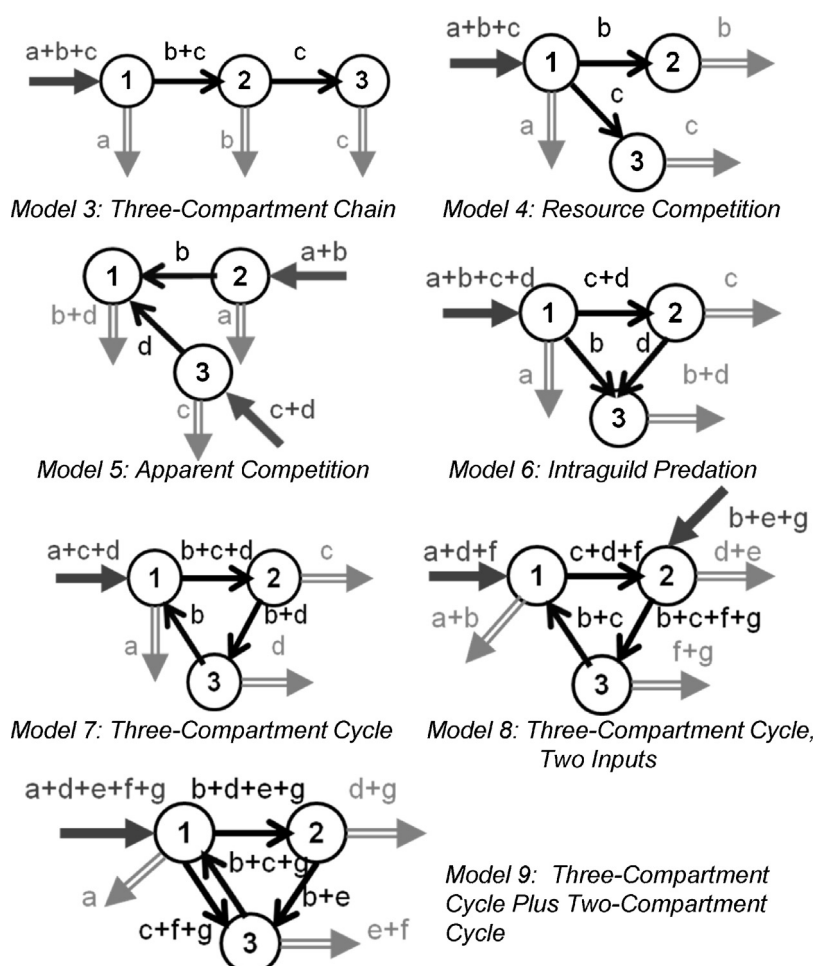 a+b+c
b+c
c
1
2
3
a
b
c
Model 3: Three-Compartment Chain
a+b+c
b
b
1
2
a
c
c
3
Model 4: Resource Competition
b
a+b
1
2
b+d
a
d
3
c
c+d
Model 5: Apparent Competition
a+b+c+d
c+d
c
1
2
b
d
a
b+d
3
Model 6: Intraguild Predation
a+c+d
b+c+d
c
1
2
b
b+d
a
d
3
Model 7: Three-Compartment Cycle
b+e+g
a+d+f
c+d+f
d+e
1
2
a+b
b+c
b+c+f+g
f+g
3
Model 8: Three-Compartment Cycle,
Two Inputs
a+d+e+f+g
b+d+e+g
d+g
1
2
b+c+g
a
b+e
c+f+g
3
e+f
Model 9: Three-Compartment
Cycle Plus Two-Compartment
Cycle